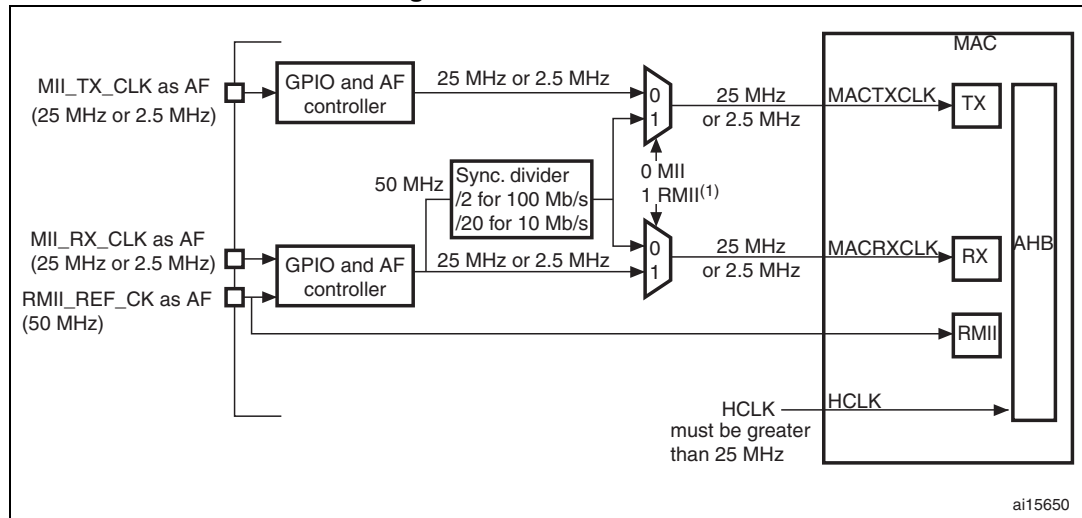 MAC
MII_TX_CLK as AF
(25 MHz or 2.5 MHz)
GPIO and AF
controller
25 MHz or 2.5 MHz
0
1
25 MHz
or 2.5 MHz
MACTXCLK
TX
50 MHz
Sync. divider
/2 for 100 Mb/s
/20 for 10 Mb/s
0 MII
1 RMII(1)
MII_RX_CLK as AF
(25 MHz or 2.5 MHz)
RMII_REF_CK as AF
(50 MHz)
GPIO and AF
controller
25 MHz or 2.5 MHz
0
1
25 MHz
or 2.5 MHz
MACRXCLK
RX
AHB
RMII
HCLK
must be greater
than 25 MHz
HCLK
ai15650